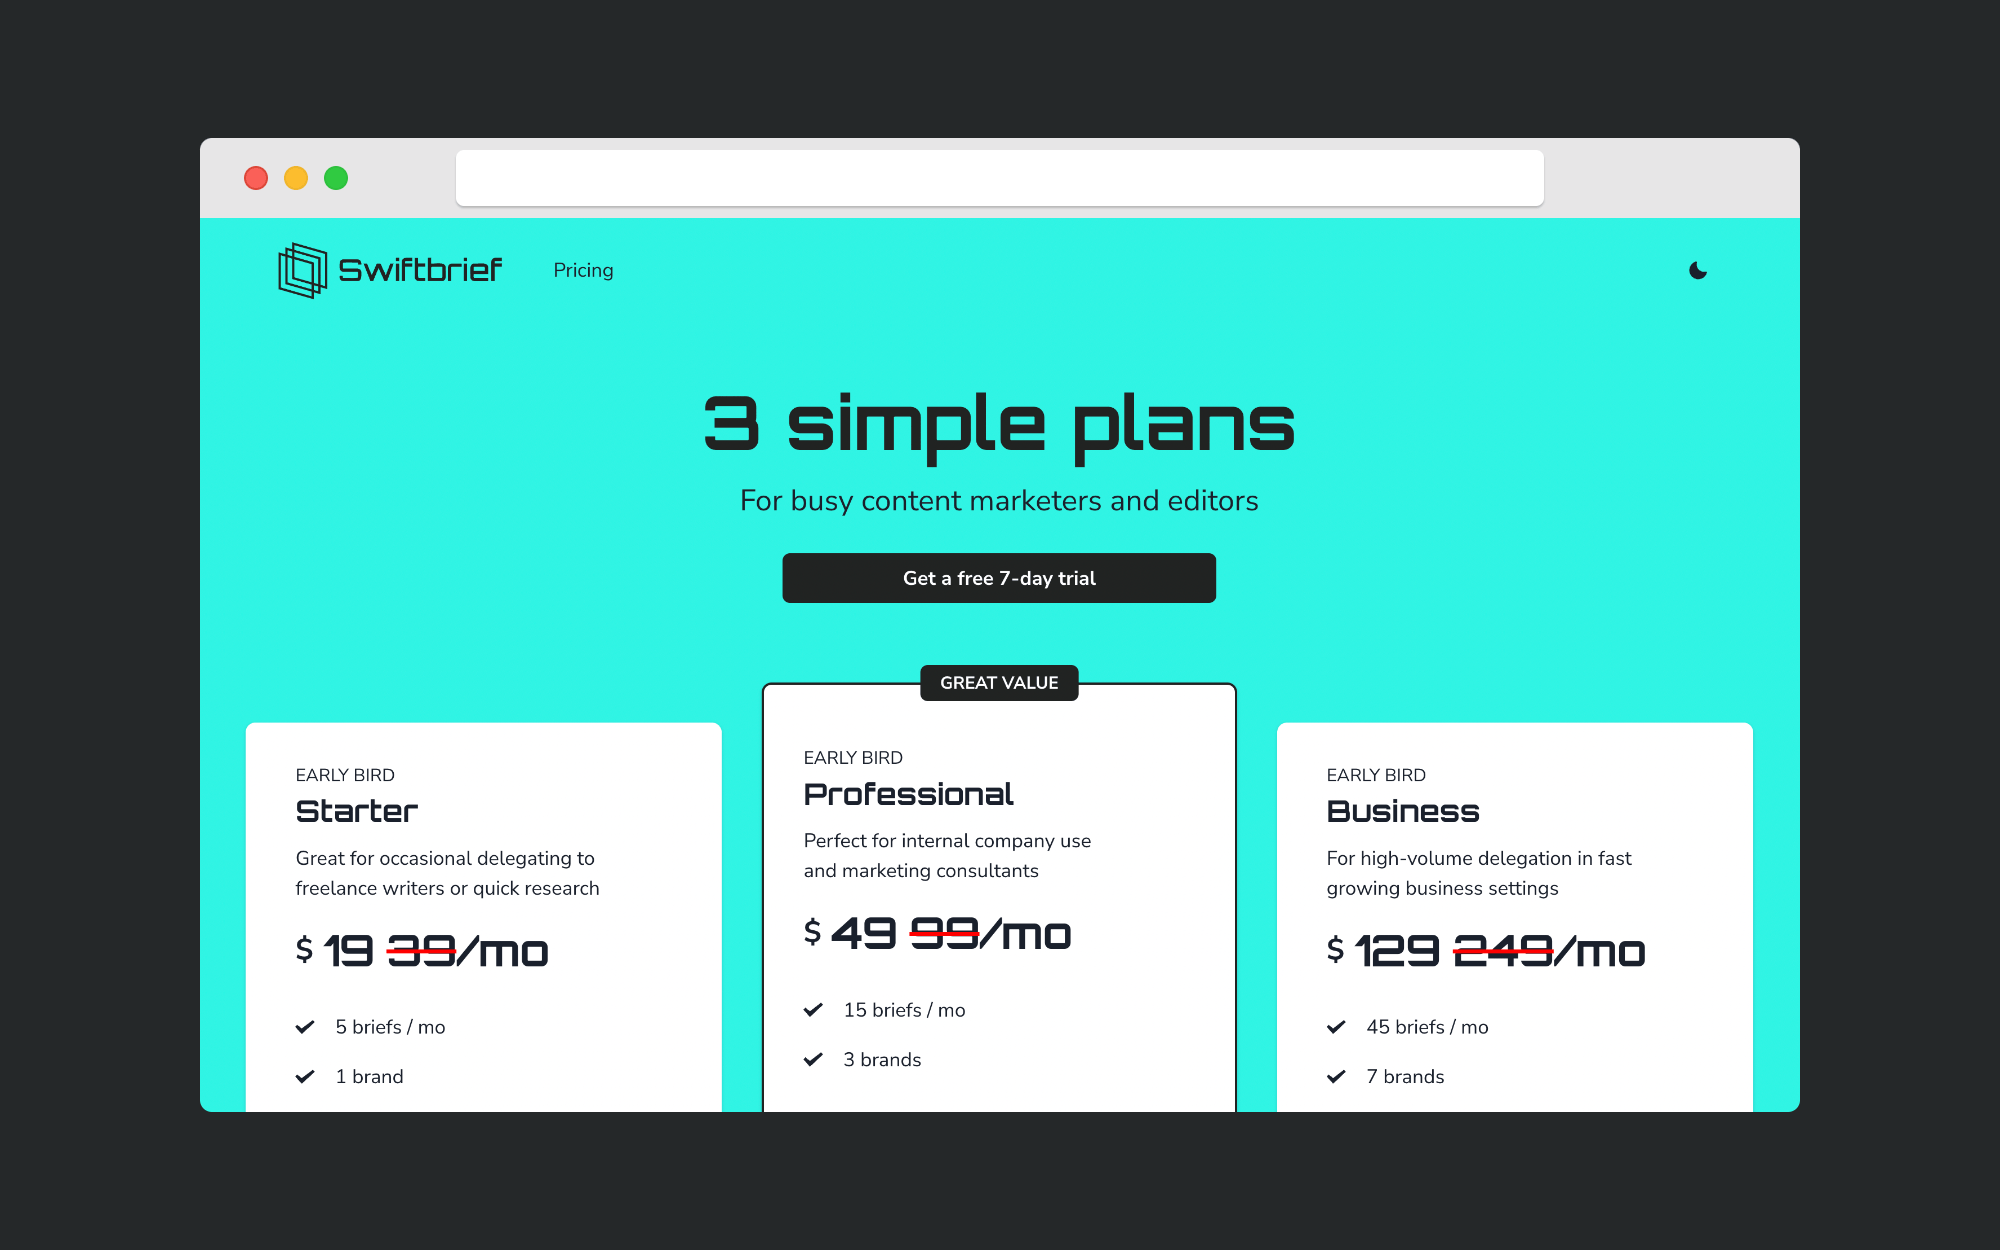 Swiftbrief
Pricing
3 simple plans
For busy content marketers and editors
Get a free 7-day trial
EARLY BIRD
Starter
Great for occasional delegating to
freelance writers or quick research
$ 19 39/mo
5 briefs / mo
1 brand
GREAT VALUE
EARLY BIRD
Professional
Perfect for internal company use
and marketing consultants
$ 49 99/mo
15 briefs / mo
3 brands
EARLY BIRD
Business
For high-volume delegation in fast
growing business settings
$ 129 249/mo
45 briefs / mo
7 brands